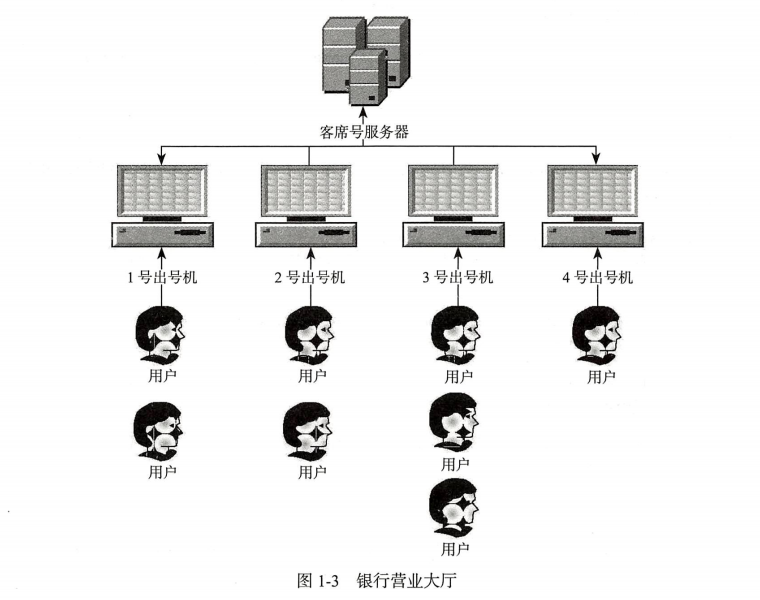 客席号服务器
1号出号机 2号出号机 3号出号机 4号出号机
用户 用户 用户 用户
用户 用户 用户
用户
用户
图 1-3 银行营业大厅